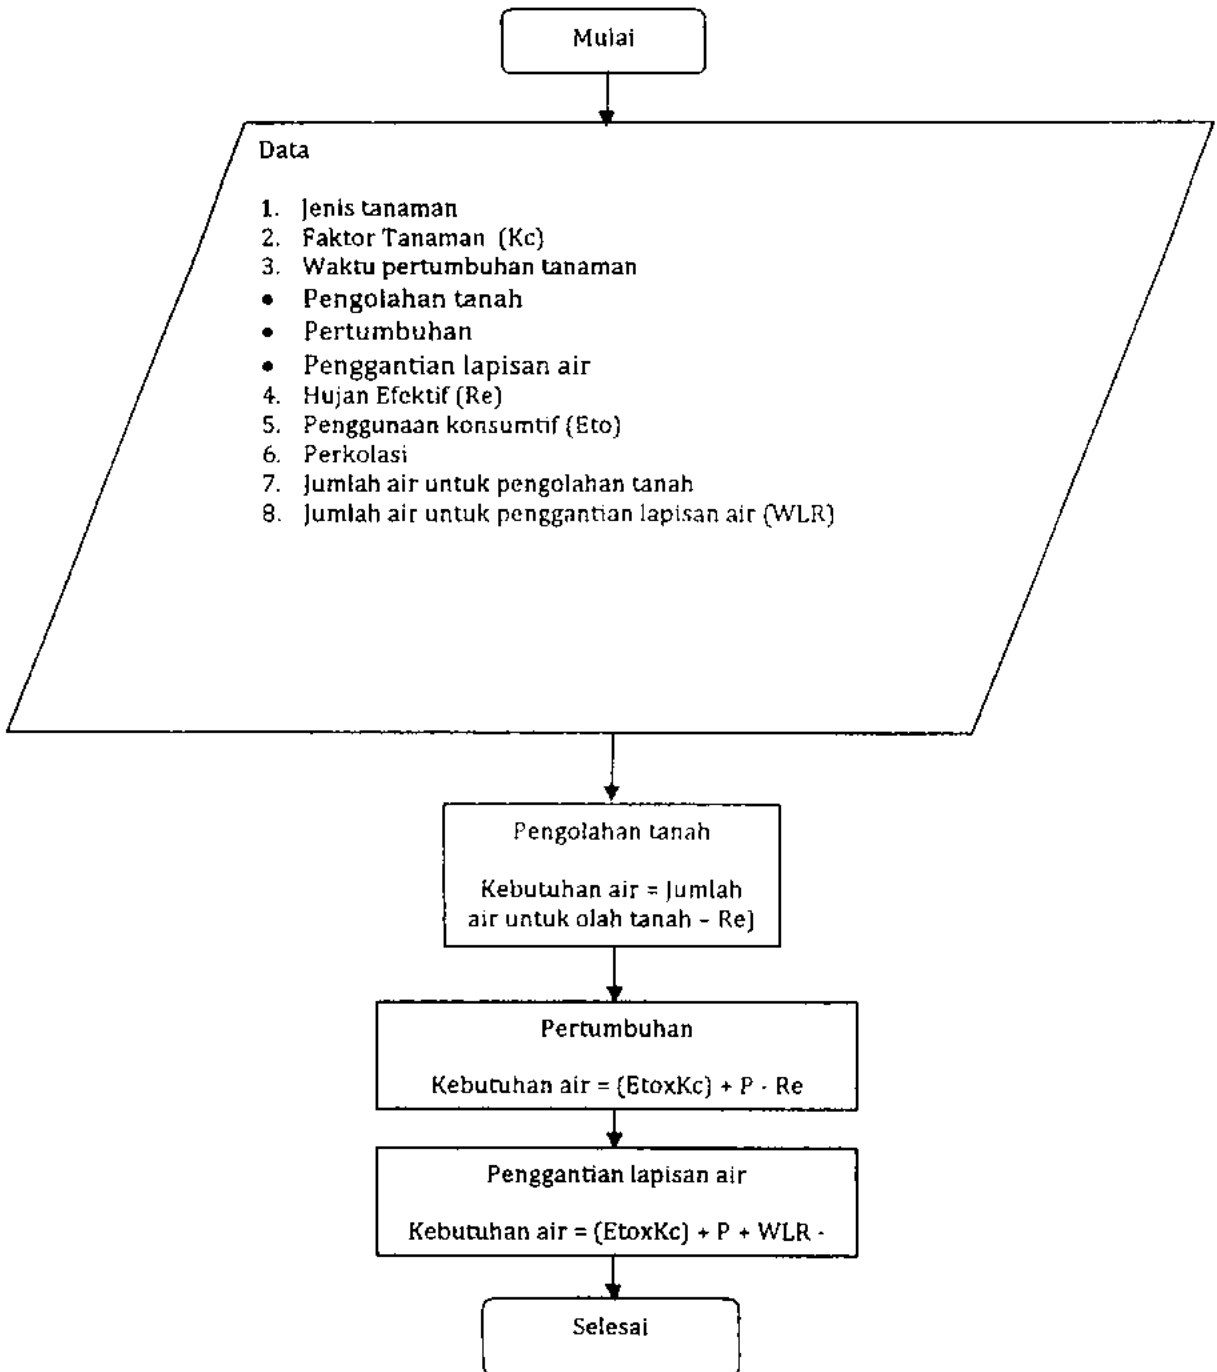 Mulai
Data
1. Jenis tanaman
2. Faktor Tanaman (Kc)
3. Waktu pertumbuhan tanaman
• Pengolahan tanah
• Pertumbuhan
• Penggantian lapisan air
4. Hujan Efektif (Re)
5. Penggunaan konsumtif (Eto)
6. Perkolasi
7. Jumlah air untuk pengolahan tanah
8. Jumlah air untuk penggantian lapisan air (WLR)
Pengolahan tanah
Kebutuhan air = Jumlah
air untuk olah tanah – Re)
Pertumbuhan
Kebutuhan air = (EtoxKc) + P - Re
Penggantian lapisan air
Kebutuhan air = (EtoxKc) + P + WLR -
Selesai